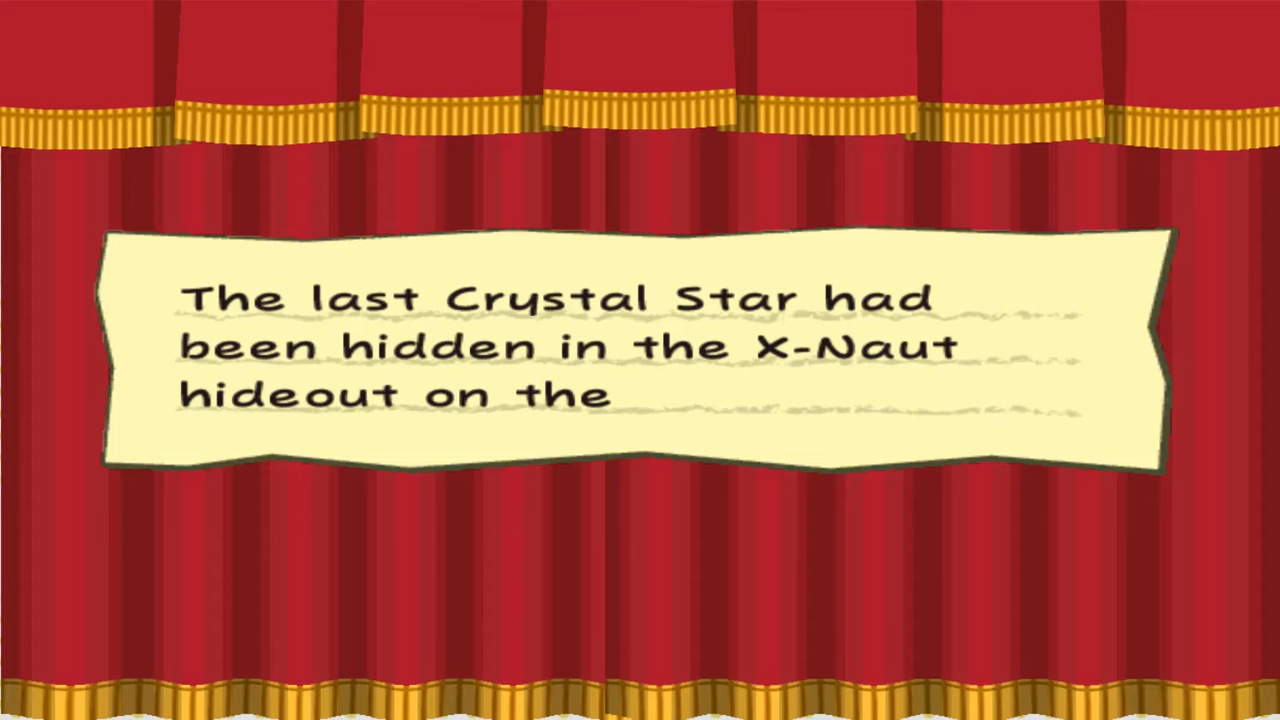 The last Crystal Star had
been hidden in the X-Naut
hideout on the